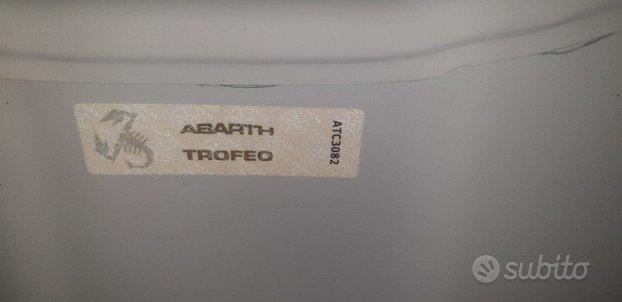 ABARTH
TROFEO
ATC3082
subito